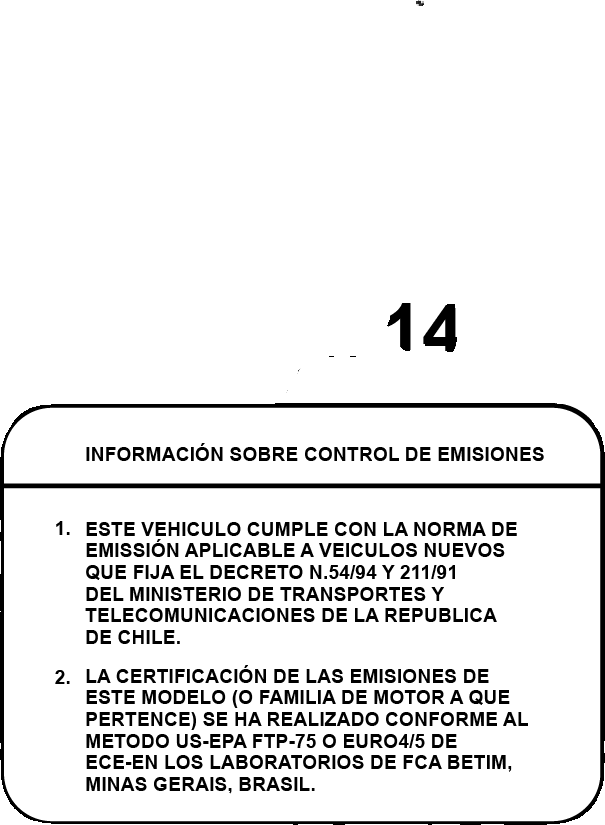 14
INFORMACIÓN SOBRE CONTROL DE EMISIONES
1. ESTE VEHICULO CUMPLE CON LA NORMA DE
EMISSIÓN APLICABLE A VEICULOS NUEVOS
QUE FIJA EL DECRETO N.54/94 Y 211/91
DEL MINISTERIO DE TRANSPORTES Y
TELECOMUNICACIONES DE LA REPUBLICA
DE CHILE.
2. LA CERTIFICACIÓN DE LAS EMISIONES DE
ESTE MODELO (O FAMILIA DE MOTOR A QUE
PERTENCE) SE HA REALIZADO CONFORME AL
METODO US-EPA FTP-75 O EURO4/5 DE
ECE-EN LOS LABORATORIOS DE FCA BETIM,
MINAS GERAIS, BRASIL.